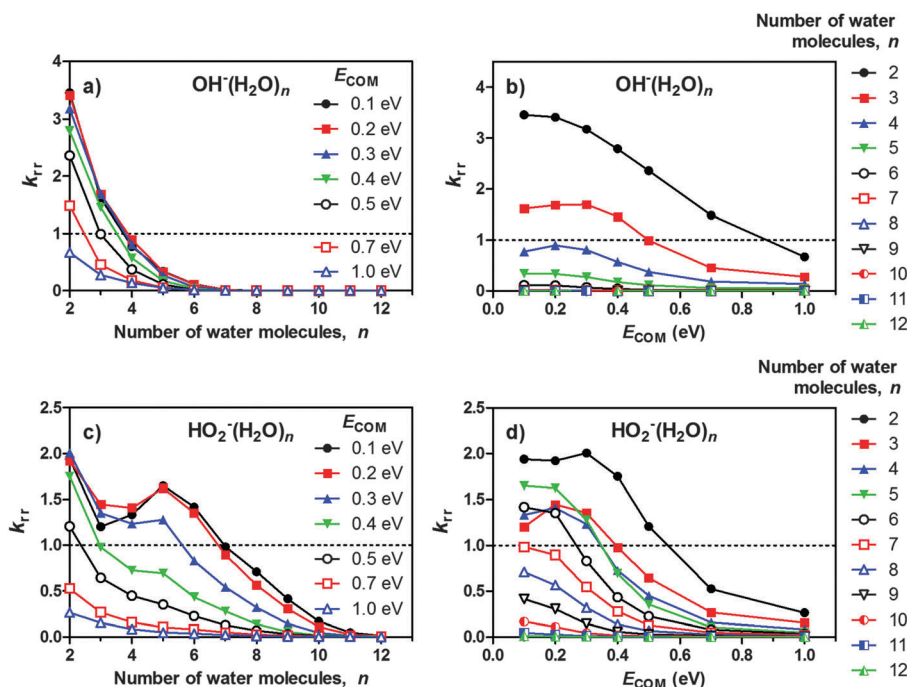 a) OH⁻(H₂O)ₙ
E_COM
0.1 eV
0.2 eV
0.3 eV
0.4 eV
0.5 eV
0.7 eV
1.0 eV
k_rr
4
3
2
1
0
2 4 6 8 10 12
Number of water molecules, n
b) OH⁻(H₂O)ₙ
k_rr
4
3
2
1
0
0.0 0.2 0.4 0.6 0.8 1.0
E_COM (eV)
Number of water
molecules, n
2
3
4
5
6
7
8
9
10
11
12
c) HO₂⁻(H₂O)ₙ
E_COM
0.1 eV
0.2 eV
0.3 eV
0.4 eV
0.5 eV
0.7 eV
1.0 eV
k_rr
2.5
2.0
1.5
1.0
0.5
0.0
2 4 6 8 10 12
Number of water molecules, n
d) HO₂⁻(H₂O)ₙ
k_rr
2.5
2.0
1.5
1.0
0.5
0.0
0.0 0.2 0.4 0.6 0.8 1.0
E_COM (eV)
Number of water
molecules, n
2
3
4
5
6
7
8
9
10
11
12